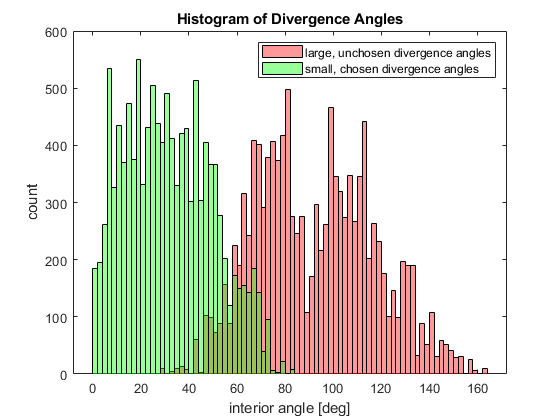 Histogram of Divergence Angles
600
500
400
300
200
100
0
count
large, unchosen divergence angles
small, chosen divergence angles
0 20 40 60 80 100 120 140 160
interior angle [deg]